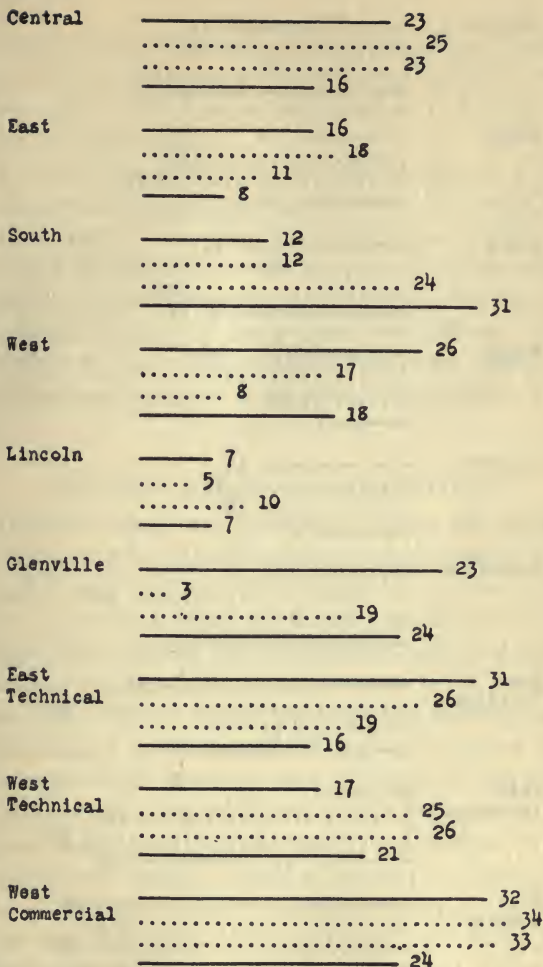 Central 23
25
23
16
East 16
18
11
8
South 12
12
24
31
West 26
17
8
18
Lincoln 7
5
10
7
Glenville 23
3
19
24
East 31
Technical 26
19
16
West 17
Technical 25
26
21
West 32
Commercial 34
33
24